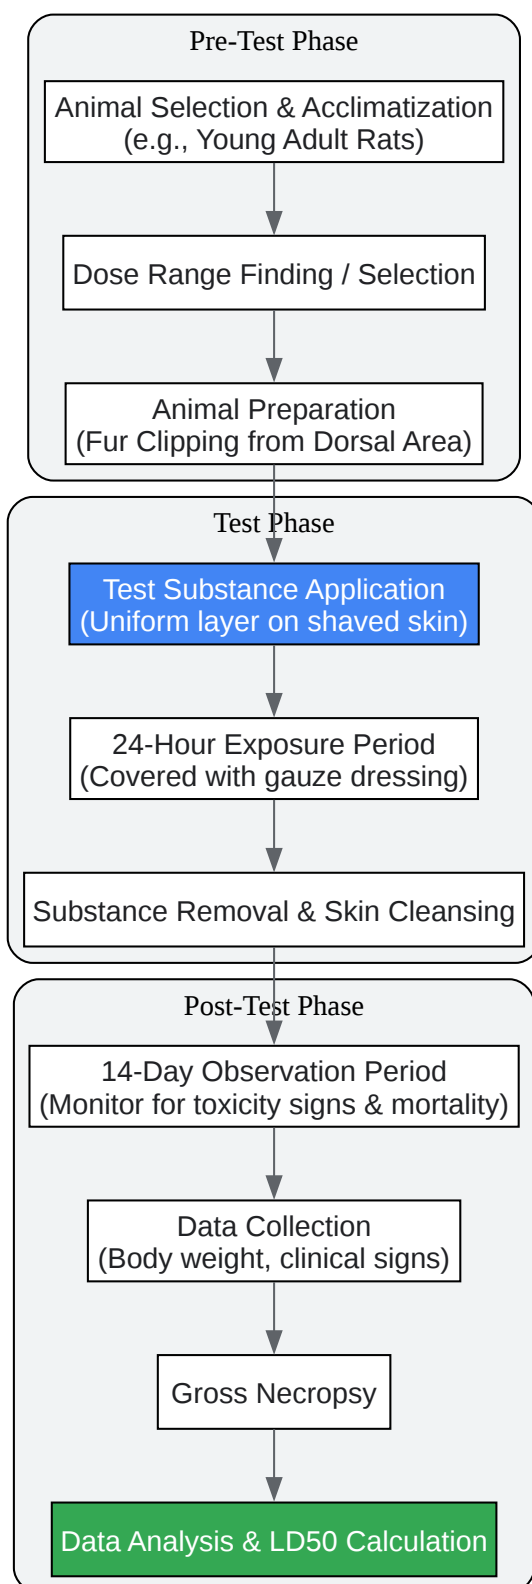 Pre-Test Phase
Animal Selection & Acclimatization
(e.g., Young Adult Rats)
Dose Range Finding / Selection
Animal Preparation
(Fur Clipping from Dorsal Area)
Test Phase
Test Substance Application
(Uniform layer on shaved skin)
24-Hour Exposure Period
(Covered with gauze dressing)
Substance Removal & Skin Cleansing
Post-Test Phase
14-Day Observation Period
(Monitor for toxicity signs & mortality)
Data Collection
(Body weight, clinical signs)
Gross Necropsy
Data Analysis & LD50 Calculation